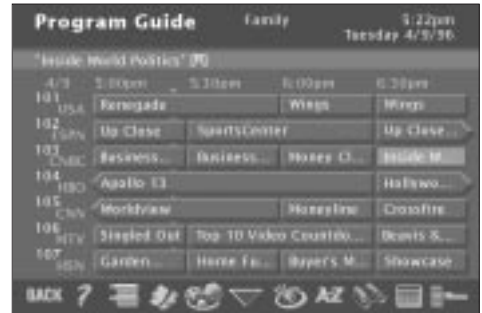 Program Guide Family 5:22pm
Tuesday 4/9/96
"Inside World Politics"
4/9 5:00pm 5:30pm 6:00pm 6:30pm
101 USA Renegade Wings Wings
102 ESPN Up Close SportsCenter Up Close...
103 CNBC Business... Business... Money Cl... Inside W...
104 HBO Apollo 13 Hollywo...
105 CNN Worldview Moneyline Crossfire
106 MTV Singled Out Top 10 Video Countdo... Beavis &...
107 HSN Garden... Home Fu... Buyer's M... Showcase
BACK ? A-Z